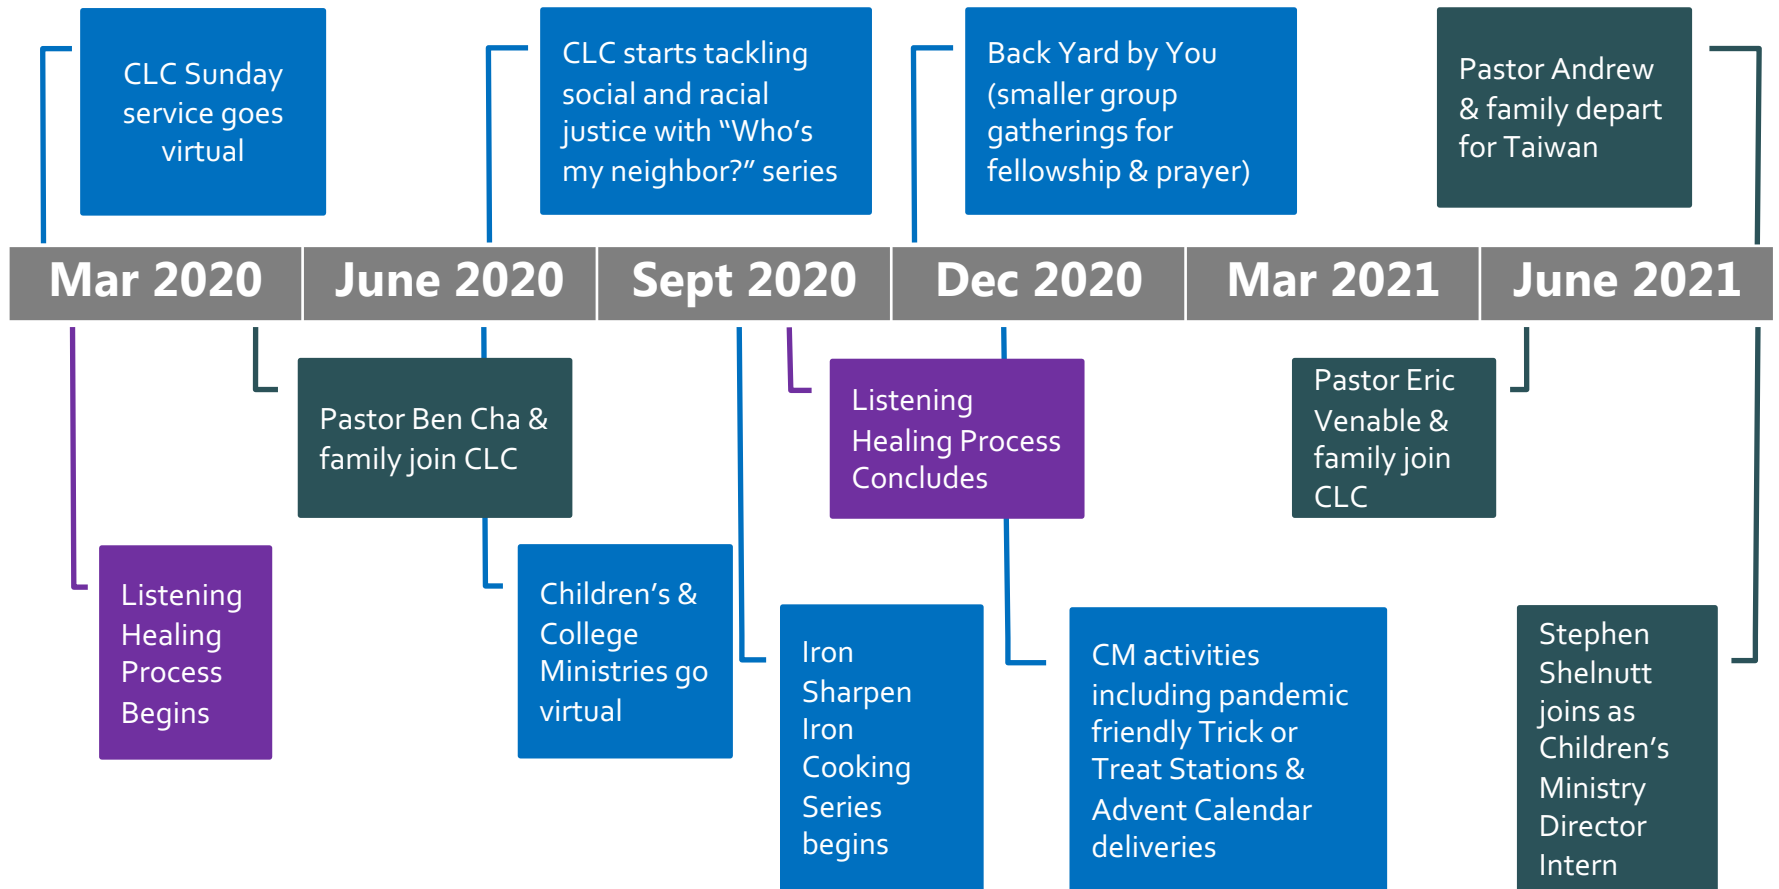 CLC Sunday
service goes
virtual
CLC starts tackling
social and racial
justice with “Who’s
my neighbor?” series
Back Yard by You
(smaller group
gatherings for
fellowship & prayer)
Pastor Andrew
& family depart
for Taiwan
Mar 2020
June 2020
Sept 2020
Dec 2020
Mar 2021
June 2021
Pastor Ben Cha &
family join CLC
Listening
Healing Process
Concludes
Pastor Eric
Venable &
family join
CLC
Listening
Healing
Process
Begins
Children’s &
College
Ministries go
virtual
Iron
Sharpen
Iron
Cooking
Series
begins
CM activities
including pandemic
friendly Trick or
Treat Stations &
Advent Calendar
deliveries
Stephen
Shelnutt
joins as
Children’s
Ministry
Director
Intern